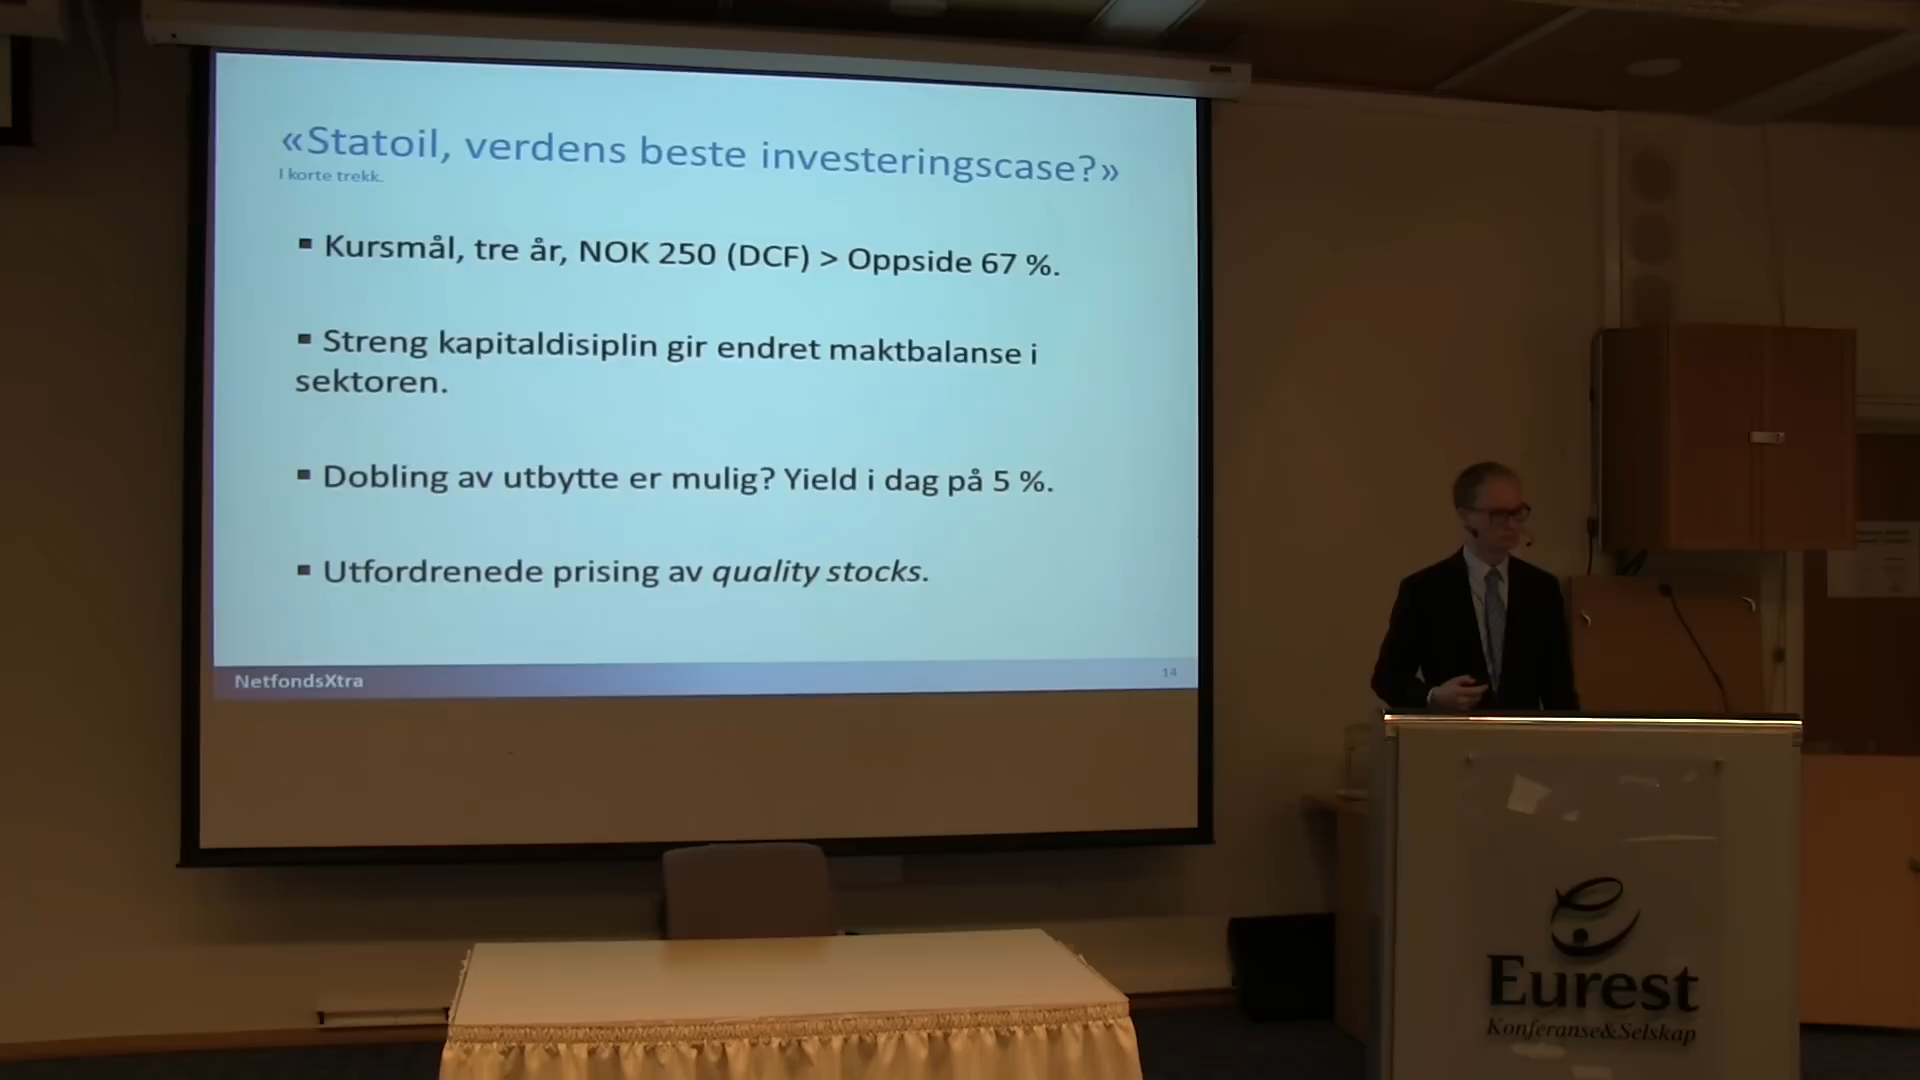 «Statoil, verdens beste investeringscase?»
I korte trekk.
▪ Kursmål, tre år, NOK 250 (DCF) > Oppside 67 %.
▪ Streng kapitaldisiplin gir endret maktbalanse i
sektoren.
▪ Dobling av utbytte er mulig? Yield i dag på 5 %.
▪ Utfordrenede prising av quality stocks.
NetfondsXtra
14
Eurest
Konferanse&Selskap